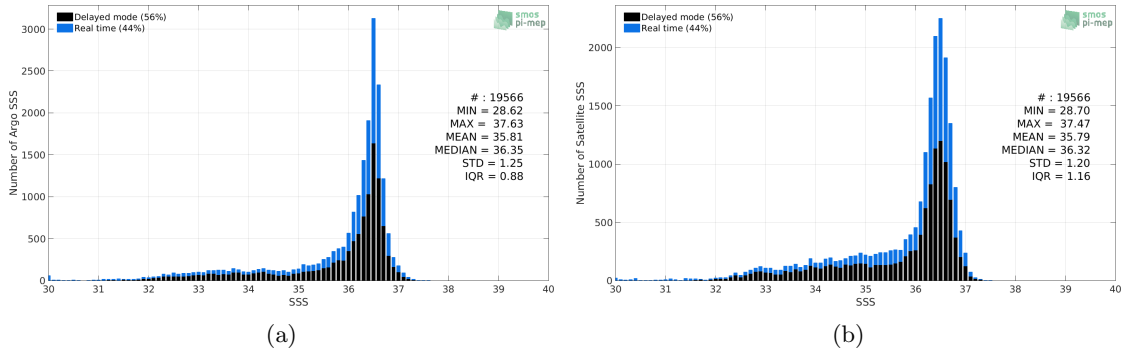 Delayed mode (56%)
Real time (44%)
smos
pi-mep
3000
2500
2000
1500
1000
500
0
Number of Argo SSS
# : 19566
MIN = 28.62
MAX = 37.63
MEAN = 35.81
MEDIAN = 36.35
STD = 1.25
IQR = 0.88
30 31 32 33 34 35 36 37 38 39 40
SSS
(a)
Delayed mode (56%)
Real time (44%)
smos
pi-mep
2000
1500
1000
500
0
Number of Satellite SSS
# : 19566
MIN = 28.70
MAX = 37.47
MEAN = 35.79
MEDIAN = 36.32
STD = 1.20
IQR = 1.16
30 31 32 33 34 35 36 37 38 39 40
SSS
(b)